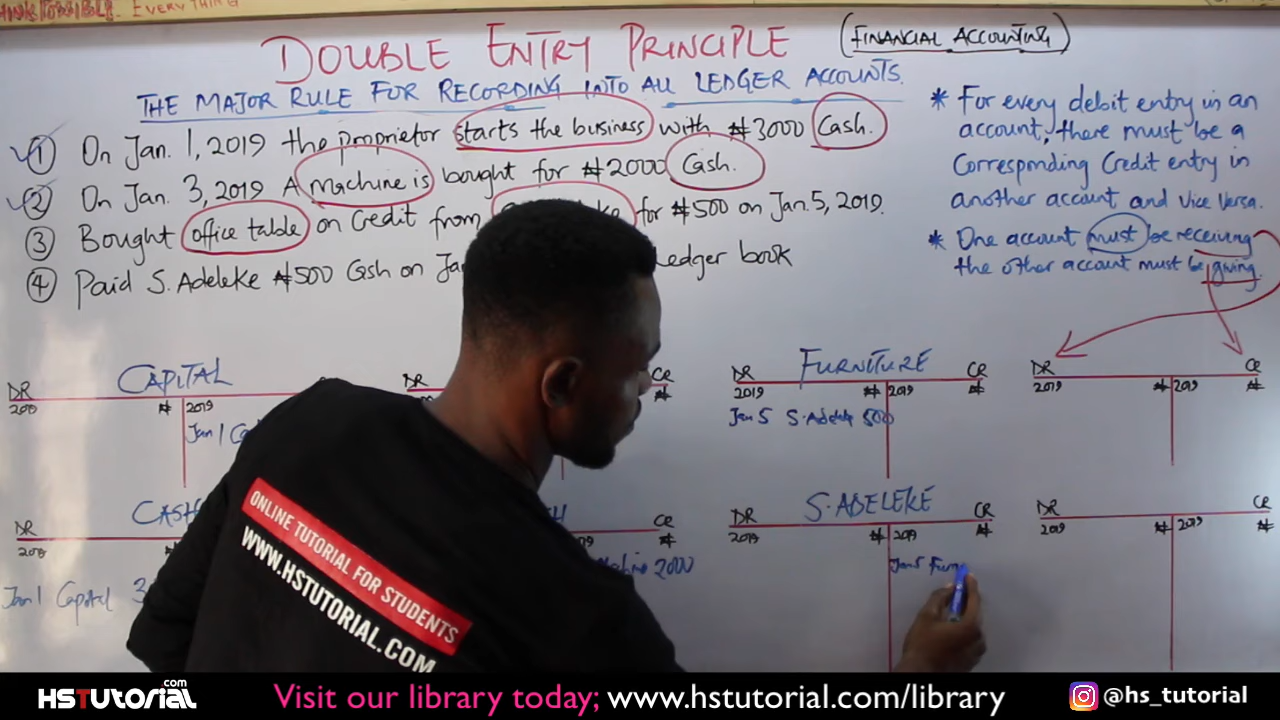 THINK POSSIBLE. EVERYTHING
DOUBLE ENTRY PRINCIPLE
(FINANCIAL ACCOUNTING)
THE MAJOR RULE FOR RECORDING INTO ALL LEDGER ACCOUNTS.
① On Jan. 1, 2019 the proprietor starts the business with ₦3000 Cash.
② On Jan. 3, 2019 A machine is bought for ₦2000 Cash.
③ Bought office table on Credit from for ₦500 on Jan. 5, 2019.
④ Paid S. Adeleke ₦500 Cash on Ledger book
* For every debit entry in an
account, there must be a
Corresponding Credit entry in
another account and vice versa.
* One account must be receiving
the other account must be giving.
DR CAPITAL
2019 ₦ 2019
Jan 1
DR CR
₦
DR FURNITURE CR
2019 ₦ 2019 ₦
Jan 5 S. Adeleke 500
DR CR
2019 ₦ 2019 ₦
DR CASH
2019
Jan 1 Capital
CR
₦
2000
DR S. ADELEKE CR
2019 ₦ 2019 ₦
Jan 5 Furn
DR CR
2019 ₦ 2019 ₦
ONLINE TUTORIAL FOR STUDENTS
WWW.HSTUTORIAL.COM
HSTutorial.com
Visit our library today; www.hstutorial.com/library
@hs_tutorial